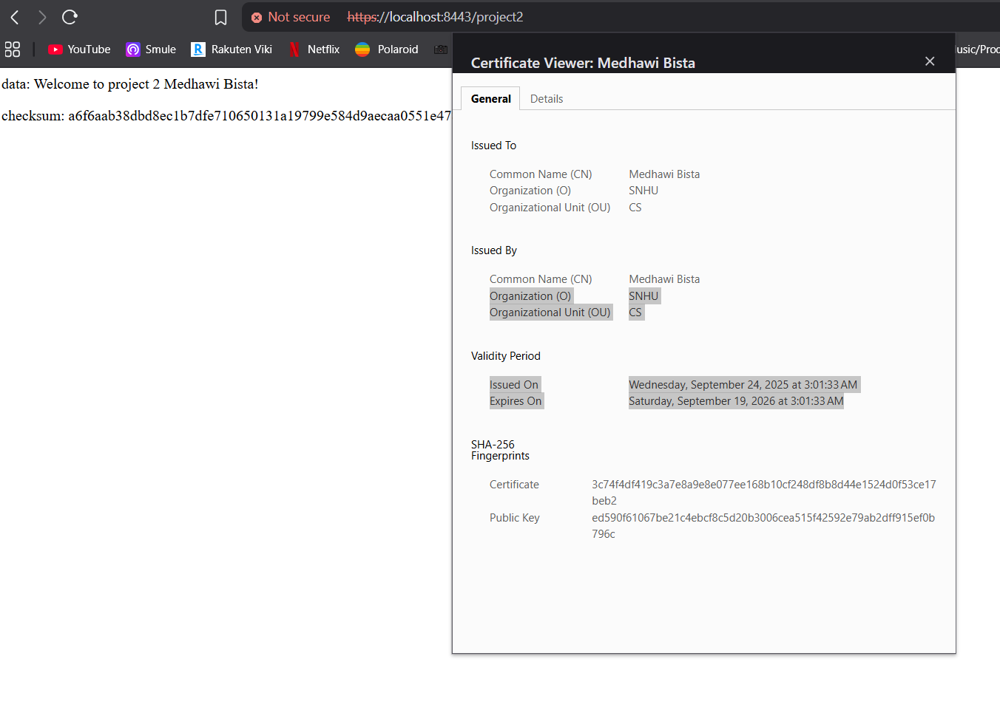 Not secure https://localhost:8443/project2
YouTube Smule Rakuten Viki Netflix Polaroid
Certificate Viewer: Medhawi Bista
data: Welcome to project 2 Medhawi Bista!
checksum: a6f6aab38dbd8ec1b7dfe710650131a19799e584d9aecaa0551e47
General Details
Issued To
Common Name (CN) Medhawi Bista
Organization (O) SNHU
Organizational Unit (OU) CS
Issued By
Common Name (CN) Medhawi Bista
Organization (O) SNHU
Organizational Unit (OU) CS
Validity Period
Issued On Wednesday, September 24, 2025 at 3:01:33 AM
Expires On Saturday, September 19, 2026 at 3:01:33 AM
SHA-256
Fingerprints
Certificate 3c74f4df419c3a7e8a9e8e077ee168b10cf248df8b8d44e1524d0f53ce17
beb2
Public Key ed590f61067be21c4ebcf8c5d20b3006cea515f42592e79ab2dff915ef0b
796c